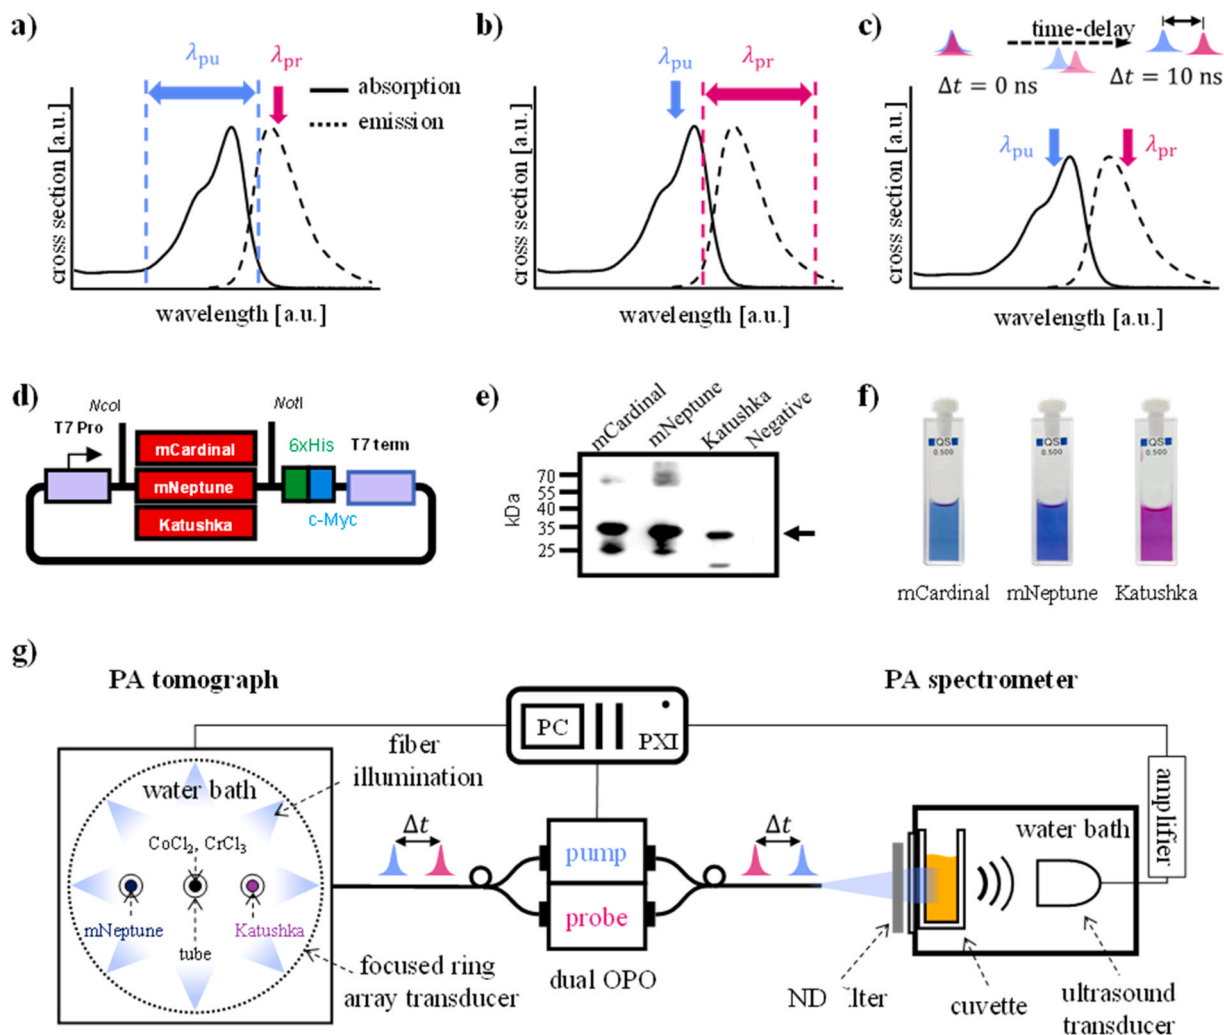 a)
λpu
λpr
absorption
emission
cross section [a.u.]
wavelength [a.u.]
b)
λpu
λpr
cross section [a.u.]
wavelength [a.u.]
c)
time-delay
Δt = 0 ns
Δt = 10 ns
λpu
λpr
cross section [a.u.]
wavelength [a.u.]
d)
NcoI
NotI
T7 Pro
6xHis
T7 term
mCardinal
mNeptune
Katushka
c-Myc
e)
mCardinal
mNeptune
Katushka
Negative
kDa
70
55
40
35
25
f)
QS
0.500
QS
0.500
QS
0.500
mCardinal
mNeptune
Katushka
g)
PA tomograph
PA spectrometer
PC
PXI
fiber
illumination
water bath
CoCl2, CrCl3
mNeptune
Katushka
tube
focused ring
array transducer
Δt
pump
probe
dual OPO
Δt
water bath
amplifier
ND lter
cuvette
ultrasound
transducer